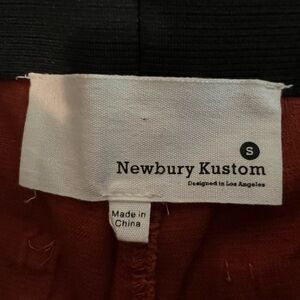 S
Newbury Kustom
Designed in Los Angeles
Made in
China